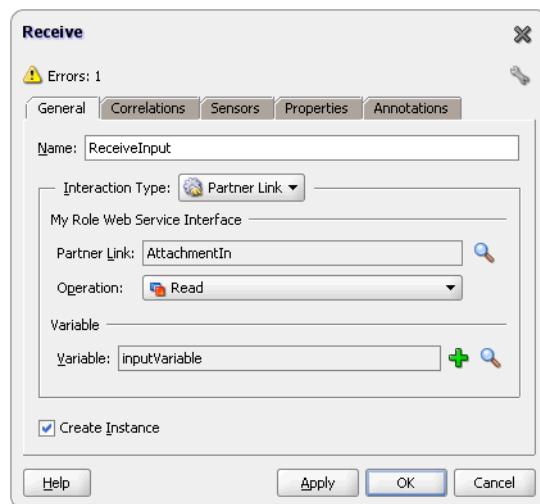 Receive
Errors: 1
General Correlations Sensors Properties Annotations
Name: ReceiveInput
Interaction Type: Partner Link
My Role Web Service Interface
Partner Link: AttachmentIn
Operation: Read
Variable
Variable: inputVariable
Create Instance
Help Apply OK Cancel